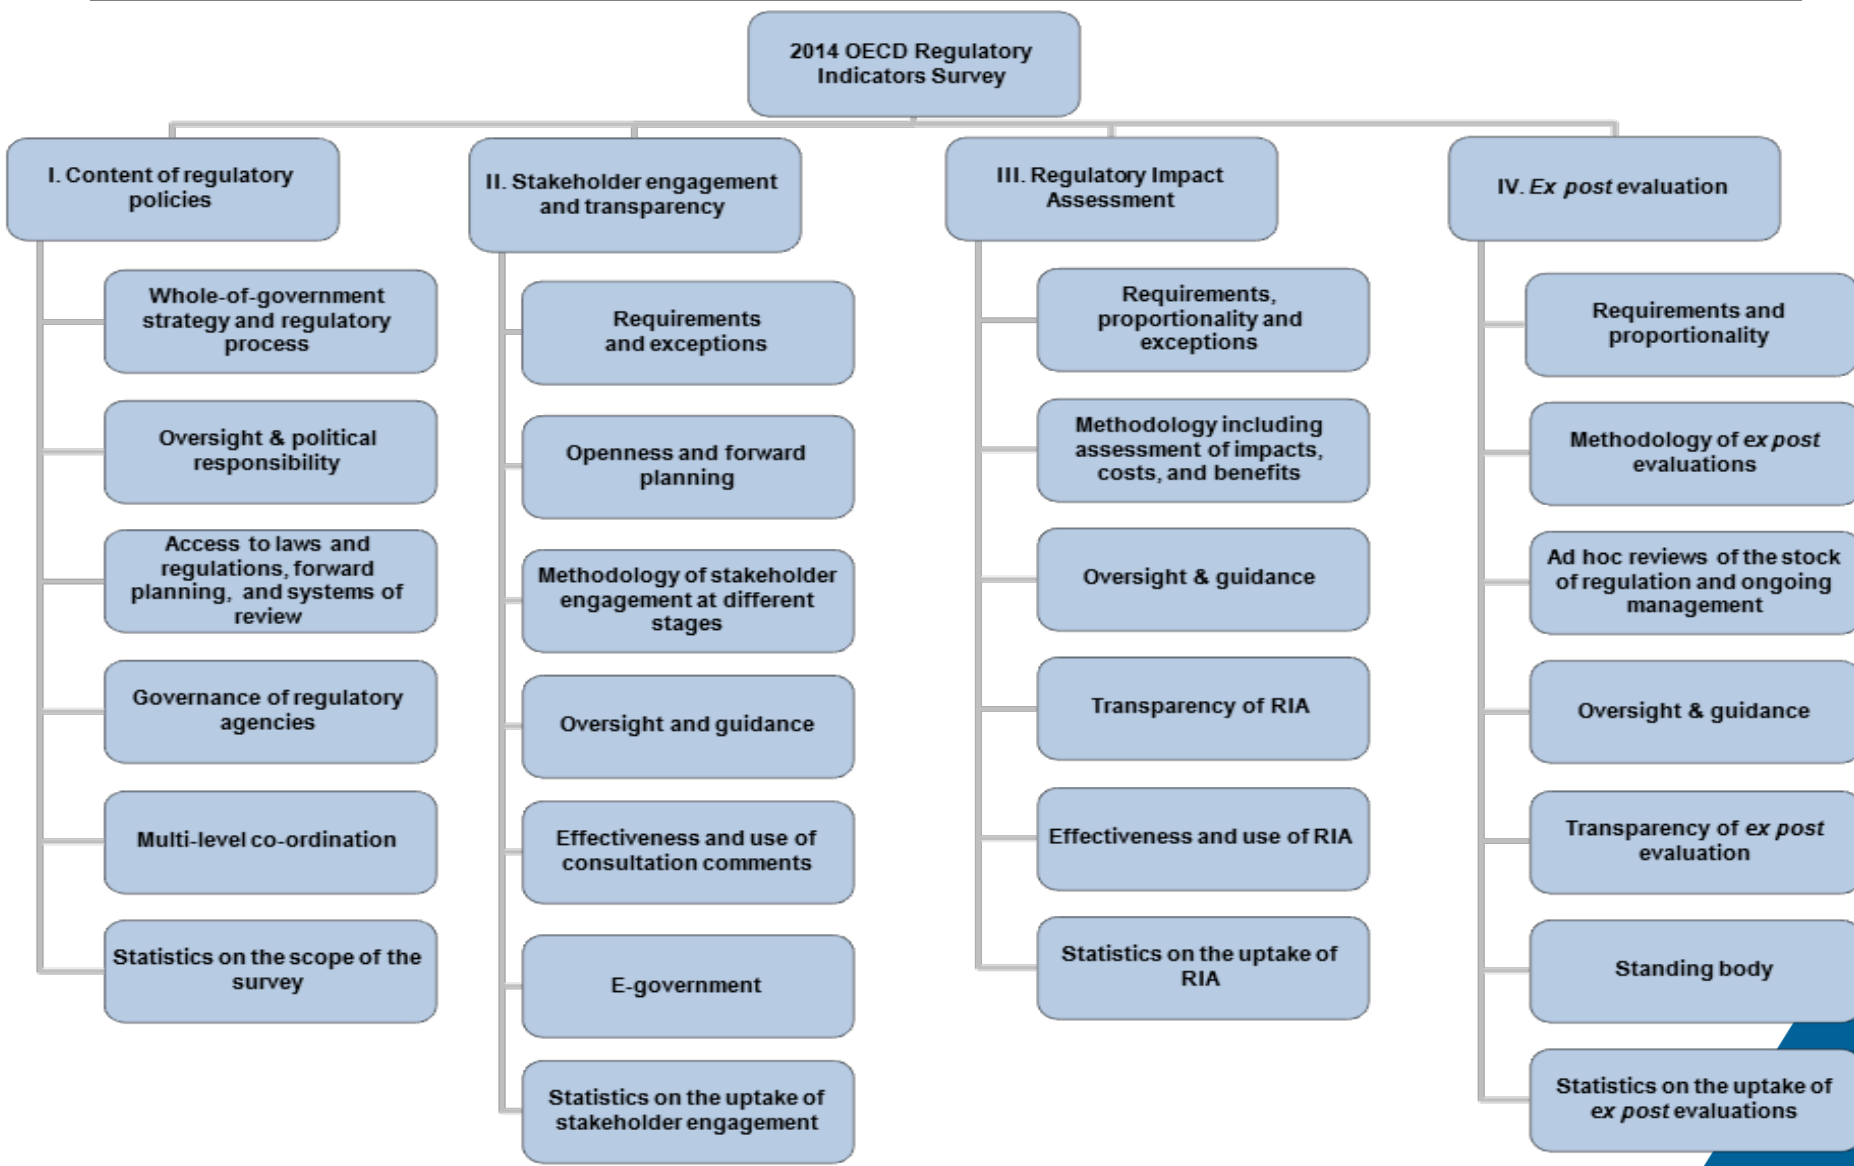 2014 OECD Regulatory
Indicators Survey
I. Content of regulatory
policies
Whole-of-government
strategy and regulatory
process
Oversight & political
responsibility
Access to laws and
regulations, forward
planning, and systems of
review
Governance of regulatory
agencies
Multi-level co-ordination
Statistics on the scope of the
survey
II. Stakeholder engagement
and transparency
Requirements
and exceptions
Openness and forward
planning
Methodology of stakeholder
engagement at different
stages
Oversight and guidance
Effectiveness and use of
consultation comments
E-government
Statistics on the uptake of
stakeholder engagement
III. Regulatory Impact
Assessment
Requirements,
proportionality and
exceptions
Methodology including
assessment of impacts,
costs, and benefits
Oversight & guidance
Transparency of RIA
Effectiveness and use of RIA
Statistics on the uptake of
RIA
IV. Ex post evaluation
Requirements and
proportionality
Methodology of ex post
evaluations
Ad hoc reviews of the stock
of regulation and ongoing
management
Oversight & guidance
Transparency of ex post
evaluation
Standing body
Statistics on the uptake of
ex post evaluations